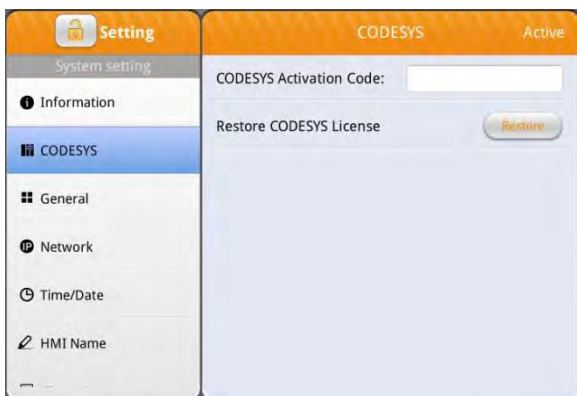 Setting
System setting
Information
CODESYS
General
IP Network
Time/Date
HMI Name
CODESYS Active
CODESYS Activation Code:
Restore CODESYS License Restore